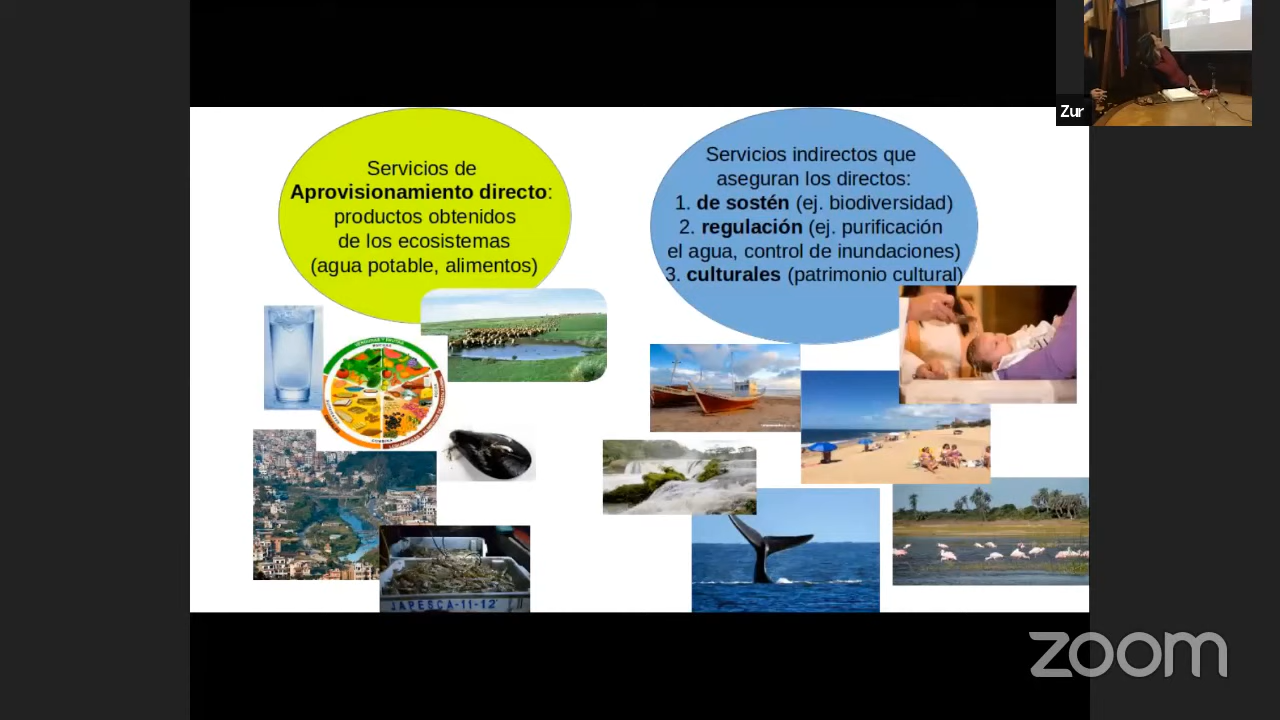 Zur
Servicios de
Aprovisionamiento directo:
productos obtenidos
de los ecosistemas
(agua potable, alimentos)
Servicios indirectos que
aseguran los directos:
1. de sostén (ej. biodiversidad)
2. regulación (ej. purificación
el agua, control de inundaciones)
3. culturales (patrimonio cultural)
JAPESCA-11-12
zoom